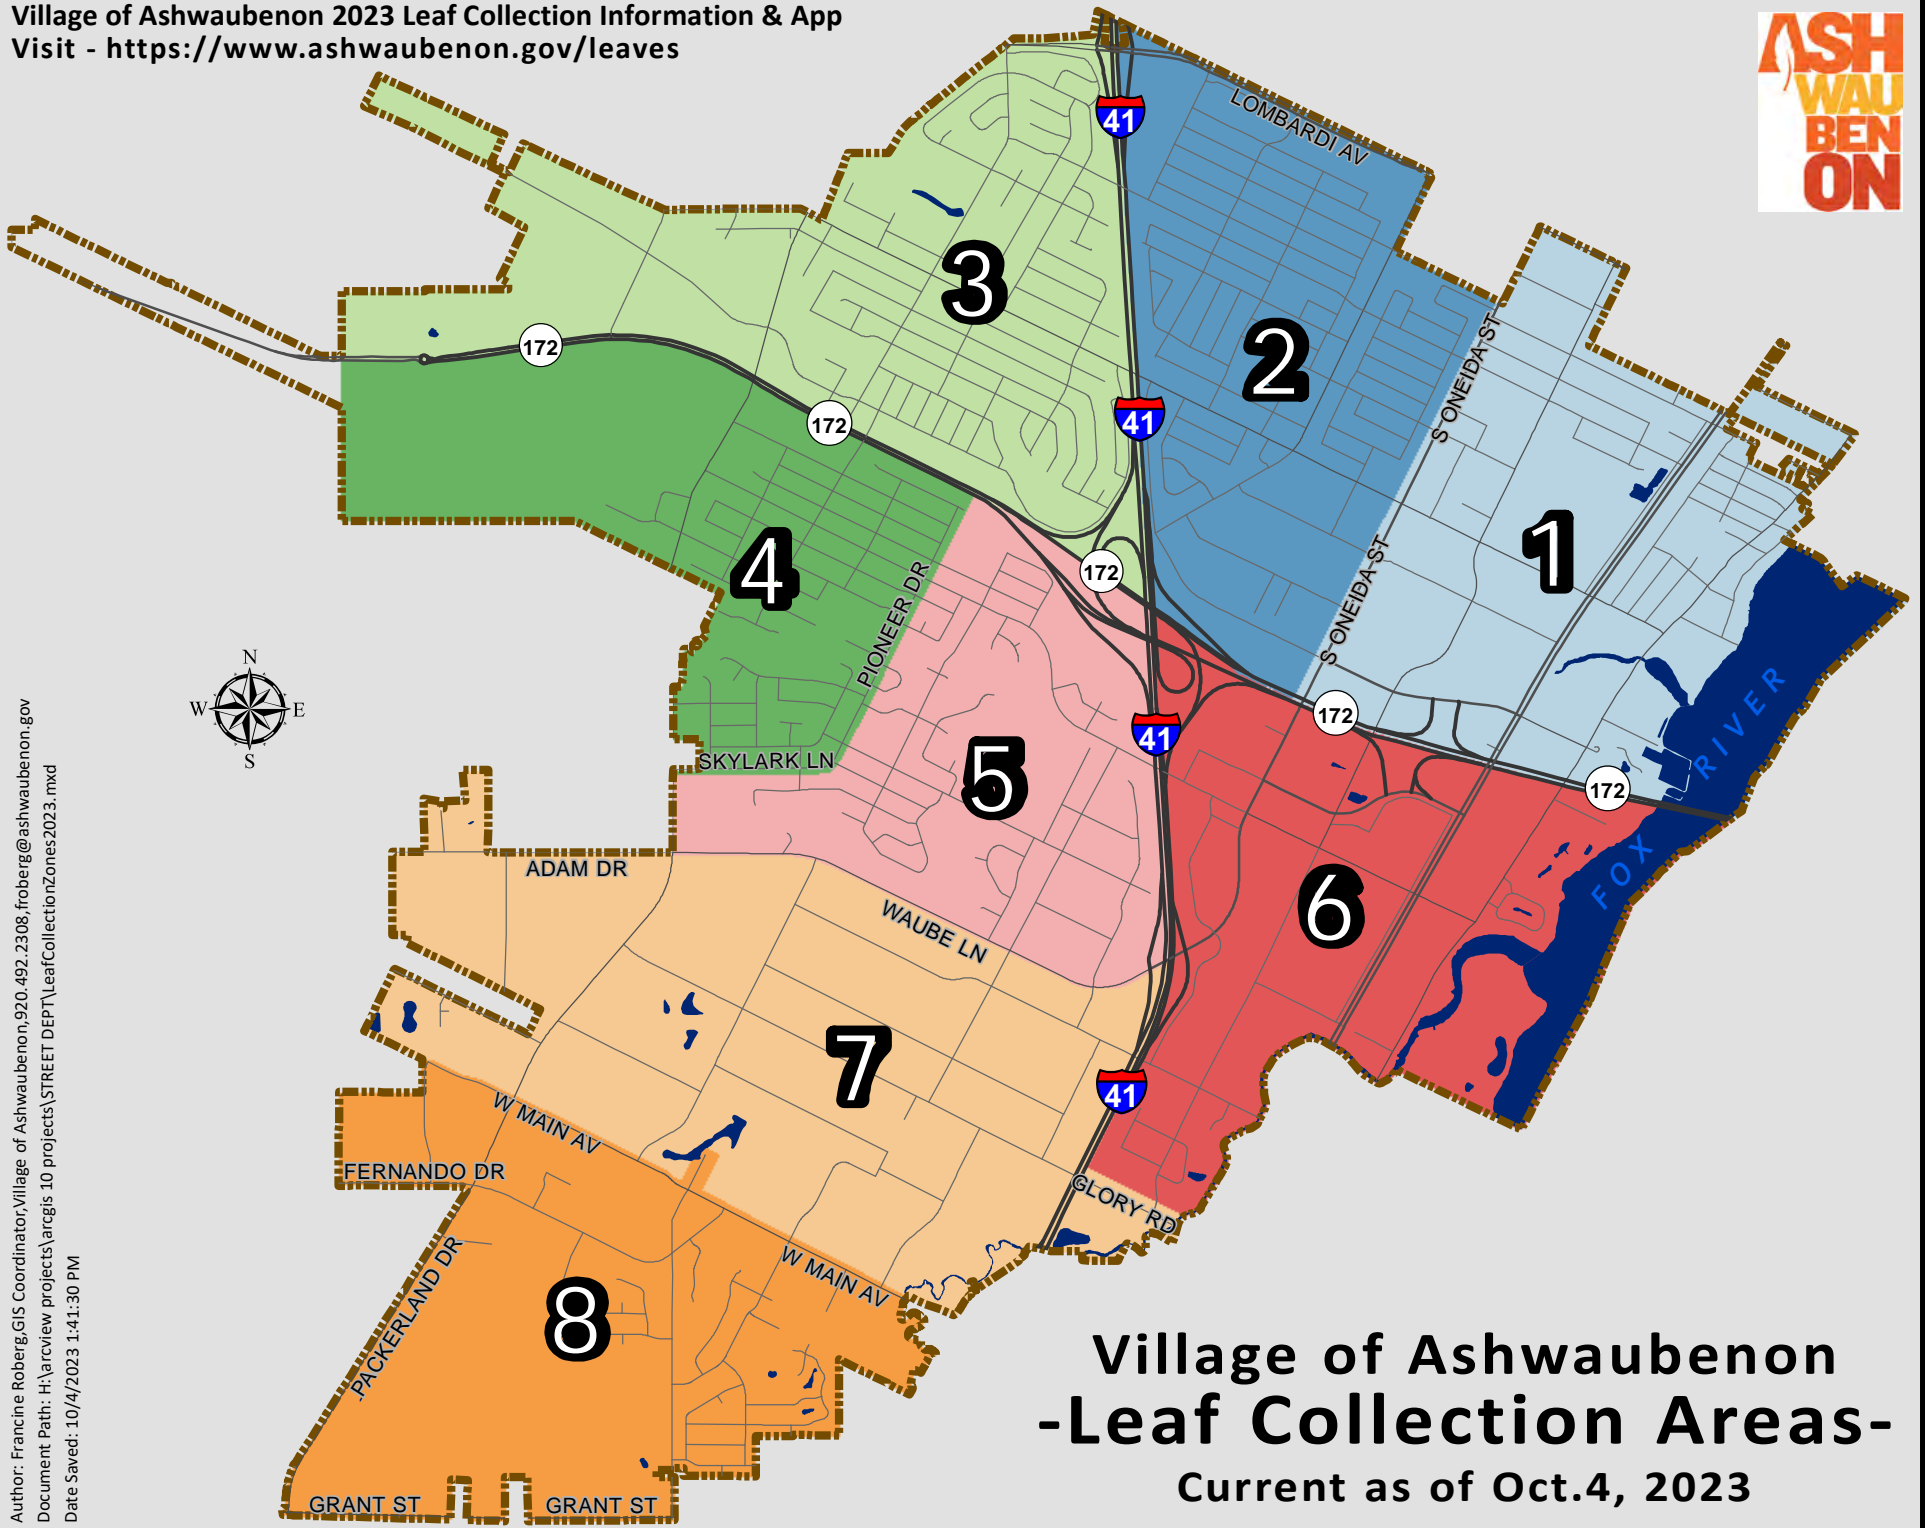 Village of Ashwaubenon 2023 Leaf Collection Information & App
Visit - https://www.ashwaubenon.gov/leaves
ASH
WAU
BEN
ON
41
LOMBARDI AV
3
2
172
172
41
S ONEIDA ST
1
4
172
S ONEIDA ST
PIONEER DR
N
W
E
S
SKYLARK LN
5
41
172
172
RIVER
FOX
ADAM DR
WAUBE LN
6
7
41
W MAIN AV
FERNANDO DR
GLORY RD
PACKERLAND DR
W MAIN AV
8
GRANT ST
GRANT ST
Village of Ashwaubenon
-Leaf Collection Areas-
Current as of Oct.4, 2023
Author: Francine Roberg,GIS Coordinator,Village of Ashwaubenon,920.492.2308,froberg@ashwaubenon.gov
Document Path: H:\arcview projects\arcgis 10 projects\STREET DEPT\LeafCollectionZones2023.mxd
Date Saved: 10/4/2023 1:41:30 PM